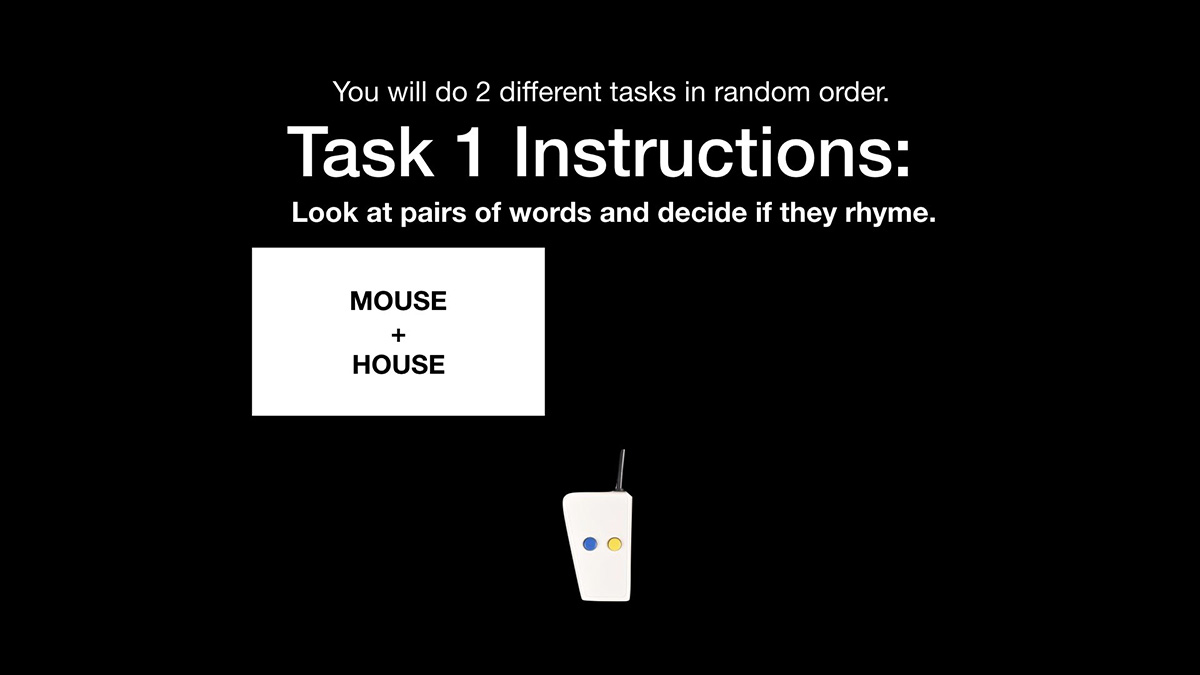 You will do 2 different tasks in random order.
Task 1 Instructions:
Look at pairs of words and decide if they rhyme.
MOUSE
+
HOUSE